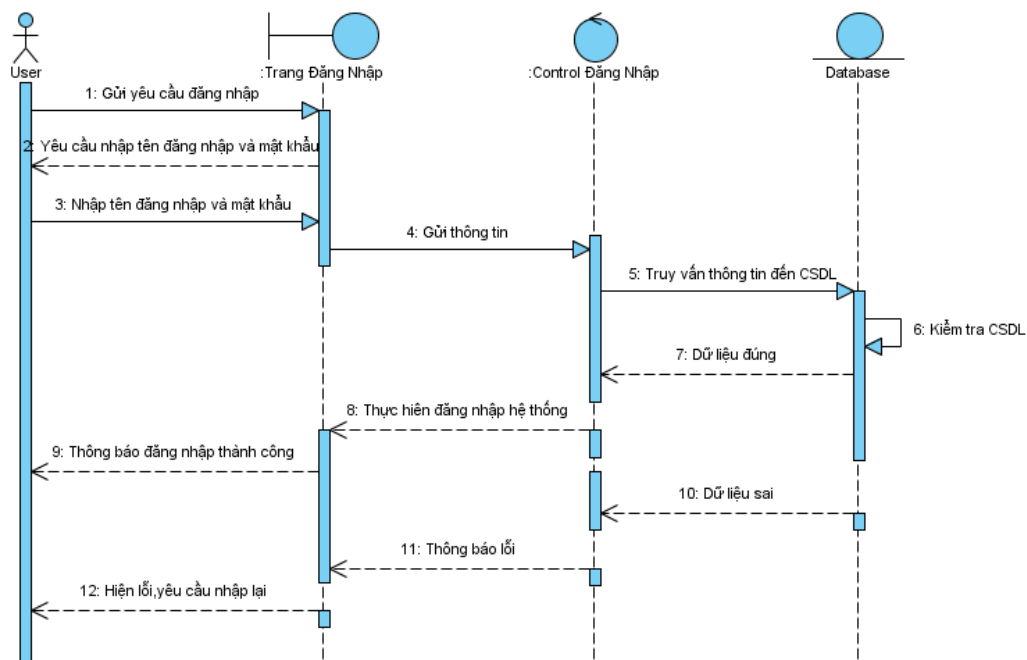 User
:Trang Đăng Nhập
:Control Đăng Nhập
Database
1: Gửi yêu cầu đăng nhập
2: Yêu cầu nhập tên đăng nhập và mật khẩu
3: Nhập tên đăng nhập và mật khẩu
4: Gửi thông tin
5: Truy vấn thông tin đến CSDL
6: Kiểm tra CSDL
7: Dữ liệu đúng
8: Thực hiên đăng nhập hệ thống
9: Thông báo đăng nhập thành công
10: Dữ liệu sai
11: Thông báo lỗi
12: Hiện lỗi,yêu cầu nhập lại